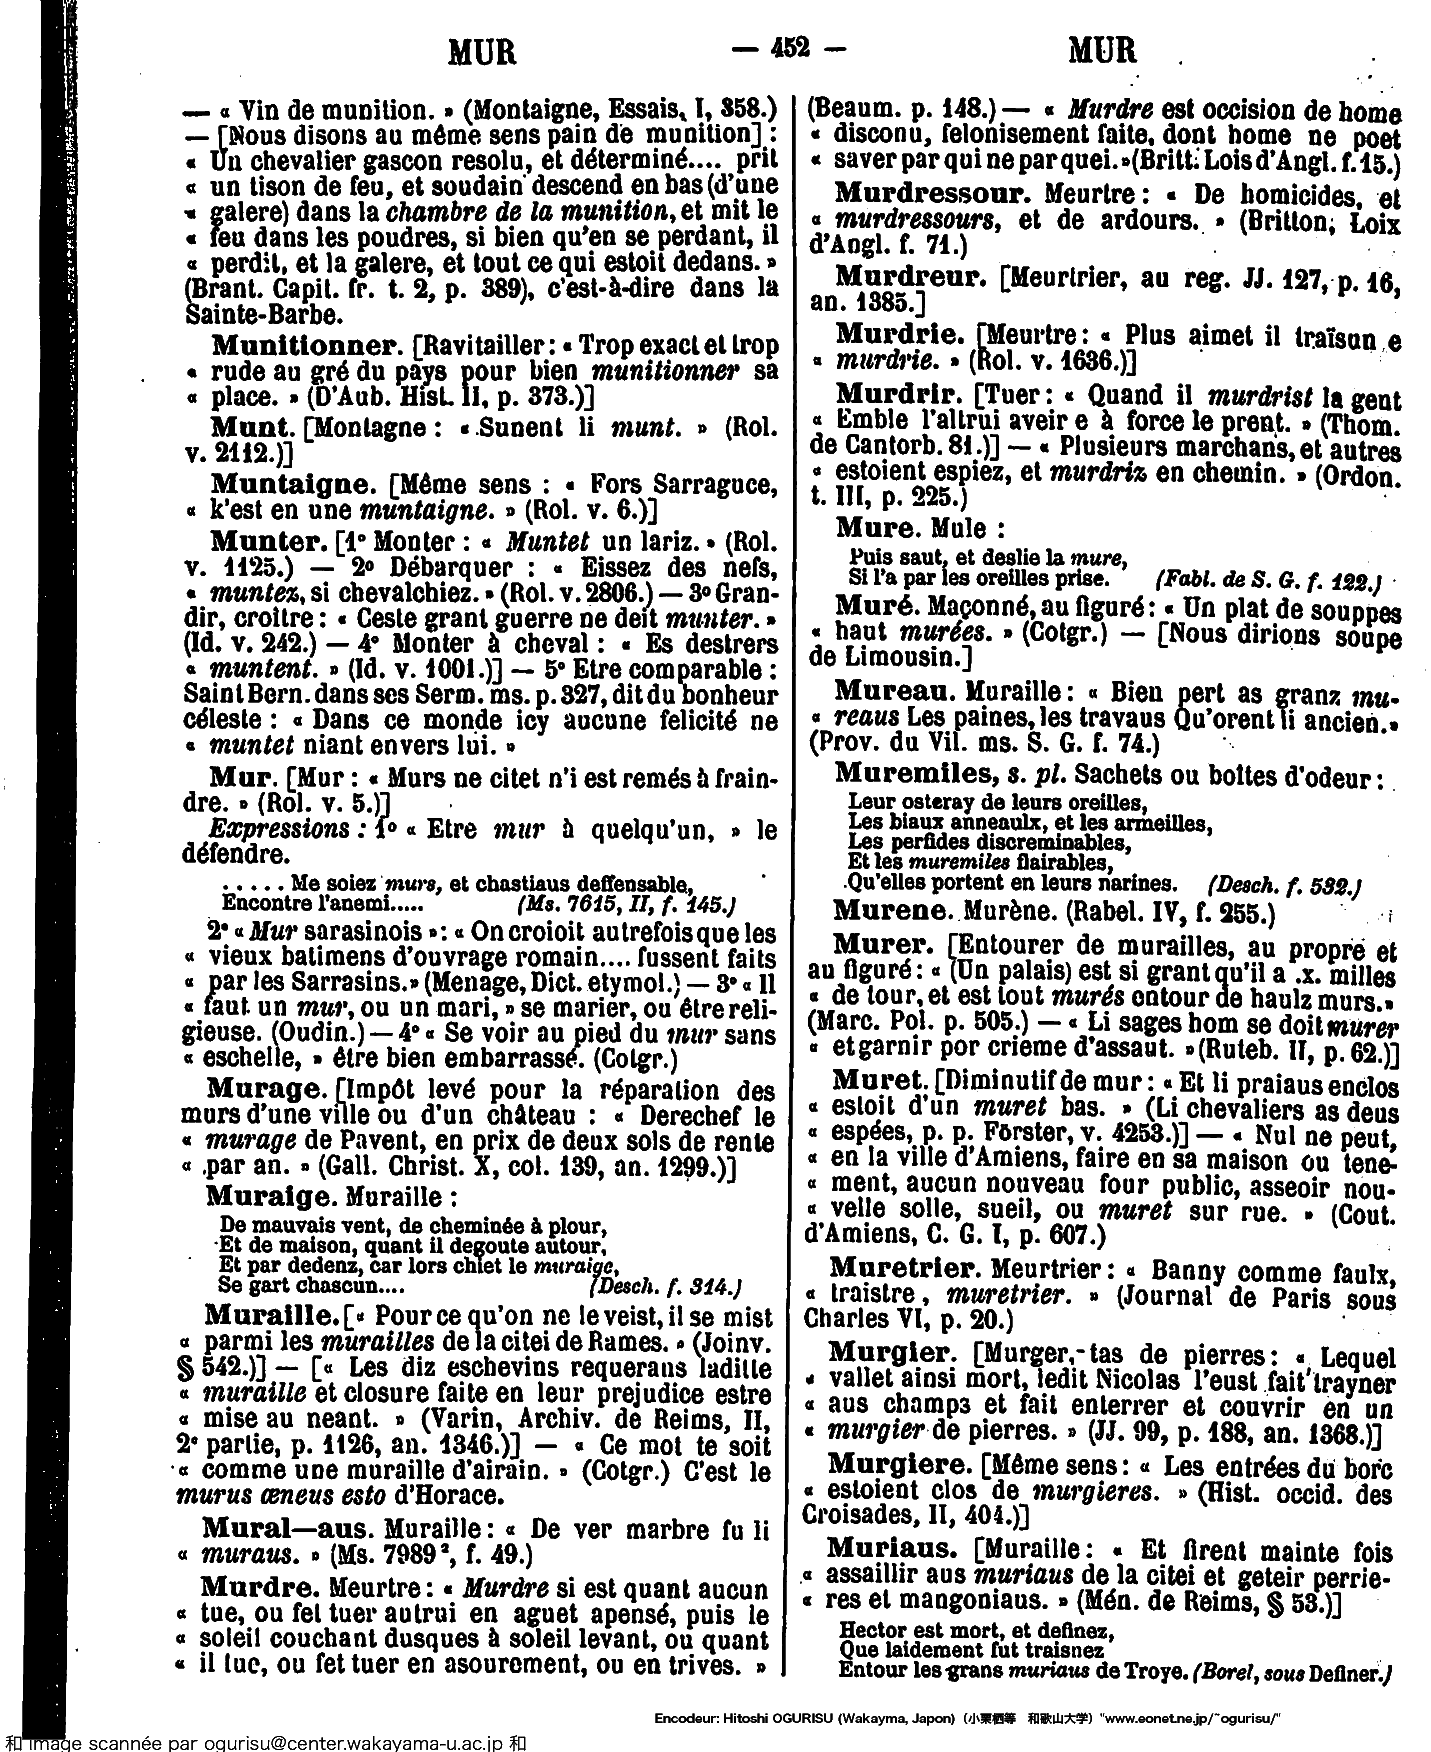 MUR — 452 — MUR
— « Vin de munition. » (Montaigne, Essais, I, 358.)
— [Nous disons au même sens pain de munition] :
« Un chevalier gascon resolu, et déterminé.... prit
« un tison de feu, et soudain descend en bas (d'une
« galere) dans la chambre de la munition, et mit le
« feu dans les poudres, si bien qu'en se perdant, il
« perdit, et la galere, et tout ce qui estoit dedans. »
(Brant. Capit. fr. t. 2, p. 389), c'est-à-dire dans la
Sainte-Barbe.
Munitionner. [Ravitailler : « Trop exact et trop
« rude au gré du pays pour bien munitionner sa
« place. » (D'Aub. Hist. II, p. 373.)]
Munt. [Montagne : « Sunent li munt. » (Rol.
v. 2112.)]
Muntaigne. [Même sens : « Fors Sarraguce,
« k'est en une muntaigne. » (Rol. v. 6.)]
Munter. [1° Monter : « Muntet un lariz. » (Rol.
v. 1125.) — 2° Débarquer : « Eissez des nefs,
« muntez, si chevalchiez. » (Rol. v. 2806.) — 3° Gran-
dir, croitre : « Ceste grant guerre ne deit munter. »
(Id. v. 242.) — 4° Monter à cheval : « Es destrers
« muntent. » (Id. v. 1001.)] — 5° Etre comparable :
Saint Bern. dans ses Serm. ms. p. 327, dit du bonheur
céleste : « Dans ce monde icy aucune felicité ne
« muntet niant envers lui. »
Mur. [Mur : « Murs ne citet n'i est remés à frain-
dre. » (Rol. v. 5.)]
Expressions : 1° « Etre mur à quelqu'un, » le
défendre.
..... Me soiez murs, et chastiaus deffensable,
Encontre l'anemi..... (Ms. 7615, II, f. 145.)
2° « Mur sarasinois » : « On croioit autrefois que les
« vieux batimens d'ouvrage romain.... fussent faits
« par les Sarrasins. » (Menage, Dict. etymol.) — 3° « Il
« faut un mur, ou un mari, » se marier, ou être reli-
gieuse. (Oudin.) — 4° « Se voir au pied du mur sans
« eschelle, » être bien embarrassé. (Cotgr.)
Murage. [Impôt levé pour la réparation des
murs d'une ville ou d'un château : « Derechef le
« murage de Pavent, en prix de deux sols de rente
« par an. » (Gall. Christ. X, col. 139, an. 1299.)]
Muraige. Muraille :
De mauvais vent, de cheminée à plour,
Et de maison, quant il degoute autour,
Et par dedenz, car lors chiet le muraige,
Se gart chascun.... (Desch. f. 314.)
Muraille. [« Pour ce qu'on ne le veist, il se mist
« parmi les murailles de la citei de Rames. » (Joinv.
§ 542.)] — [« Les diz eschevins requerans ladille
« muraille et closure faite en leur prejudice estre
« mise au neant. » (Varin, Archiv. de Reims, II,
2e partie, p. 1126, an. 1346.)] — « Ce mot te soit
« comme une muraille d'airain. » (Cotgr.) C'est le
murus œneus esto d'Horace.
Mural—aus. Muraille : « De ver marbre fu li
« muraus. » (Ms. 7989², f. 49.)
Murdre. Meurtre : « Murdre si est quant aucun
« tue, ou fet tuer autrui en aguet apensé, puis le
« soleil couchant dusques à soleil levant, ou quant
« il tue, ou fet tuer en asourement, ou en trives. »
(Beaum. p. 148.) — « Murdre est occision de home
« disconu, felonisement faite, dont home ne poet
« saver par qui ne par quei. » (Britt. Lois d'Angl. f. 15.)
Murdressour. Meurtre : « De homicides, et
« murdressours, et de ardours. » (Britton, Loix
d'Angl. f. 71.)
Murdreur. [Meurtrier, au reg. JJ. 127, p. 16,
an. 1385.]
Murdrie. [Meurtre : « Plus aimet il traïsun e
« murdrie. » (Rol. v. 1636.)]
Murdrir. [Tuer : « Quand il murdrist la gent
« Emble l'altrui aveir e à force le prent. » (Thom.
de Cantorb. 81.)] — « Plusieurs marchans, et autres
« estoient espiez, et murdriz en chemin. » (Ordon.
t. III, p. 225.)
Mure. Mule :
Puis saut, et deslie la mure,
Si l'a par les oreilles prise. (Fabl. de S. G. f. 122.)
Muré. Maçonné, au figuré : « Un plat de souppes
« haut murées. » (Cotgr.) — [Nous dirions soupe
de Limousin.]
Mureau. Muraille : « Bien pert as granz mu-
« reaus Les paines, les travaus Qu'orent li ancien. »
(Prov. du Vil. ms. S. G. f. 74.)
Muremiles, s. pl. Sachets ou boîtes d'odeur :
Leur osteray de leurs oreilles,
Les biaux anneaulx, et les armeilles,
Les perfides discreminables,
Et les muremiles flairables,
Qu'elles portent en leurs narines. (Desch. f. 532.)
Murene. Murène. (Rabel. IV, f. 255.)
Murer. [Entourer de murailles, au propre et
au figuré : « (Un palais) est si grant qu'il a .x. milles
« de tour, et est tout murés entour de haulz murs. »
(Marc. Pol. p. 505.) — « Li sages hom se doit murer
« et garnir por crieme d'assaut. » (Ruteb. II, p. 62.)]
Muret. [Diminutif de mur : « Et li praiaus enclos
« estoit d'un muret bas. » (Li chevaliers as deus
« espées, p. p. Förster, v. 4253.)] — « Nul ne peut,
« en la ville d'Amiens, faire en sa maison ou tene-
« ment, aucun nouveau four public, asseoir nou-
« velle solle, sueil, ou muret sur rue. » (Cout.
d'Amiens, C. G. I, p. 607.)
Muretrier. Meurtrier : « Banny comme faulx,
« traistre, muretrier. » (Journal de Paris sous
Charles VI, p. 20.)
Murgier. [Murger, tas de pierres : « Lequel
« vallet ainsi mort, ledit Nicolas l'eust fait trayner
« aus champs et fait enterrer et couvrir en un
« murgier de pierres. » (JJ. 99, p. 188, an. 1368.)]
Murgiere. [Même sens : « Les entrées du borc
« estoient clos de murgieres. » (Hist. occid. des
Croisades, II, 404.)]
Muriaus. [Muraille : « Et firent mainte fois
« assaillir aus muriaus de la citei et geteir perrie-
« res et mangoniaus. » (Mén. de Reims, § 53.)]
Hector est mort, et definez,
Que laidement fut traisnez
Entour les grans muriaus de Troye. (Borel, sous Definer.)
Encodeur: Hitoshi OGURISU (Wakayma, Japon) (小栗栖等 和歌山大学) "www.eonet.ne.jp/~ogurisu/"
和 image scannée par ogurisu@center.wakayama-u.ac.jp 和